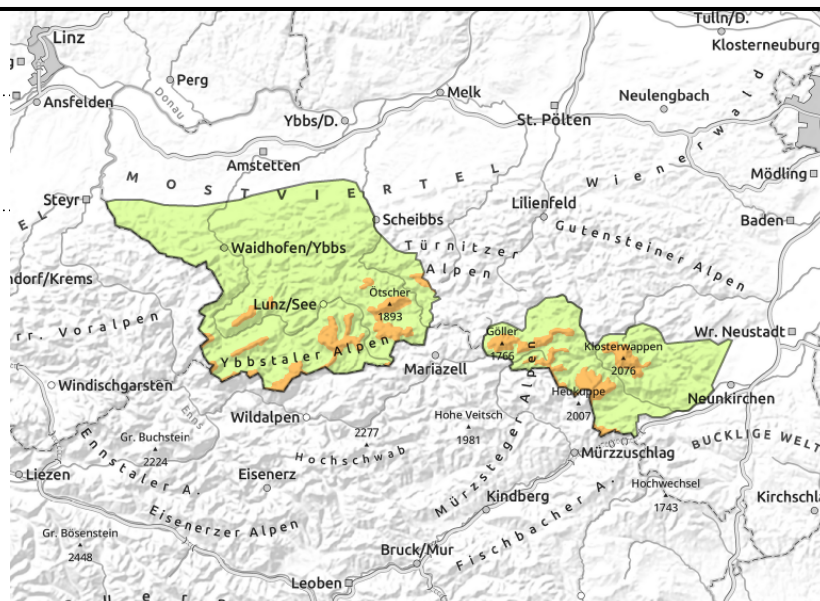 Tulln/D.
Linz
Klosterneuburg
Perg
Donau
Melk
Neulengbach
Ansfelden
Ybbs/D.
St. Pölten
Wienerwald
Amstetten
Mödling
MOSTVIERTEL
Steyr
Lilienfeld
Scheibbs
Baden
EL
Gutensteiner Alpen
Waidhofen/Ybbs
Türnitzer
Alpen
ndorf/Krems
Ötscher
1893
Lunz/See
rr. Voralpen
Göller
1766
Klosterwappen
2076
Wr. Neustadt
Ybbstaler Alpen
Mariazell
Windischgarsten
Heukuppe
2007
Neunkirchen
Enns
Wildalpen
Hohe Veitsch
1981
Mürzsteger Alpen
2277
Hochschwab
Gr. Buchstein
2224
Ennstaler A.
BUCKLIGE WELT
Mürzzuschlag
Liezen
Eisenerz
Hochwechsel
1743
Kindberg
Kirchschla
Eisenerzer Alpen
Fischbacher A.
Gr. Bösenstein
2448
Bruck/Mur
Leoben